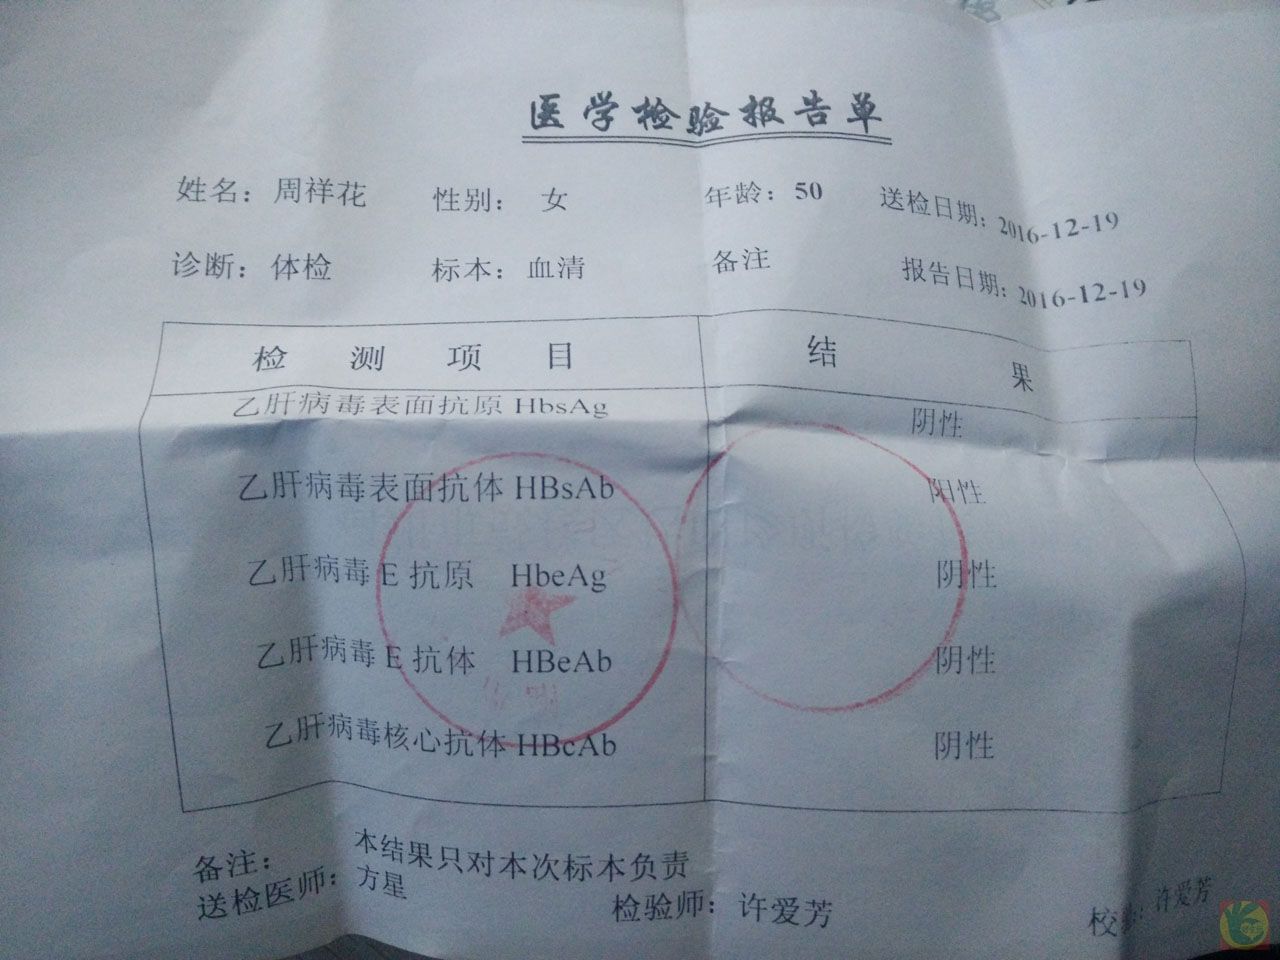 医学检验报告单
姓名：周祥花 性别：女 年龄：50 送检日期：2016-12-19
诊断：体检 标本：血清 备注 报告日期：2016-12-19
检测项目 结果
乙肝病毒表面抗原 HbsAg 阴性
乙肝病毒表面抗体 HBsAb 阳性
乙肝病毒 E 抗原 HbeAg 阴性
乙肝病毒 E 抗体 HBeAb 阴性
乙肝病毒核心抗体 HBcAb 阴性
备注： 本结果只对本次标本负责
送检医师：方星 检验师：许爱芳 校 许爱芳